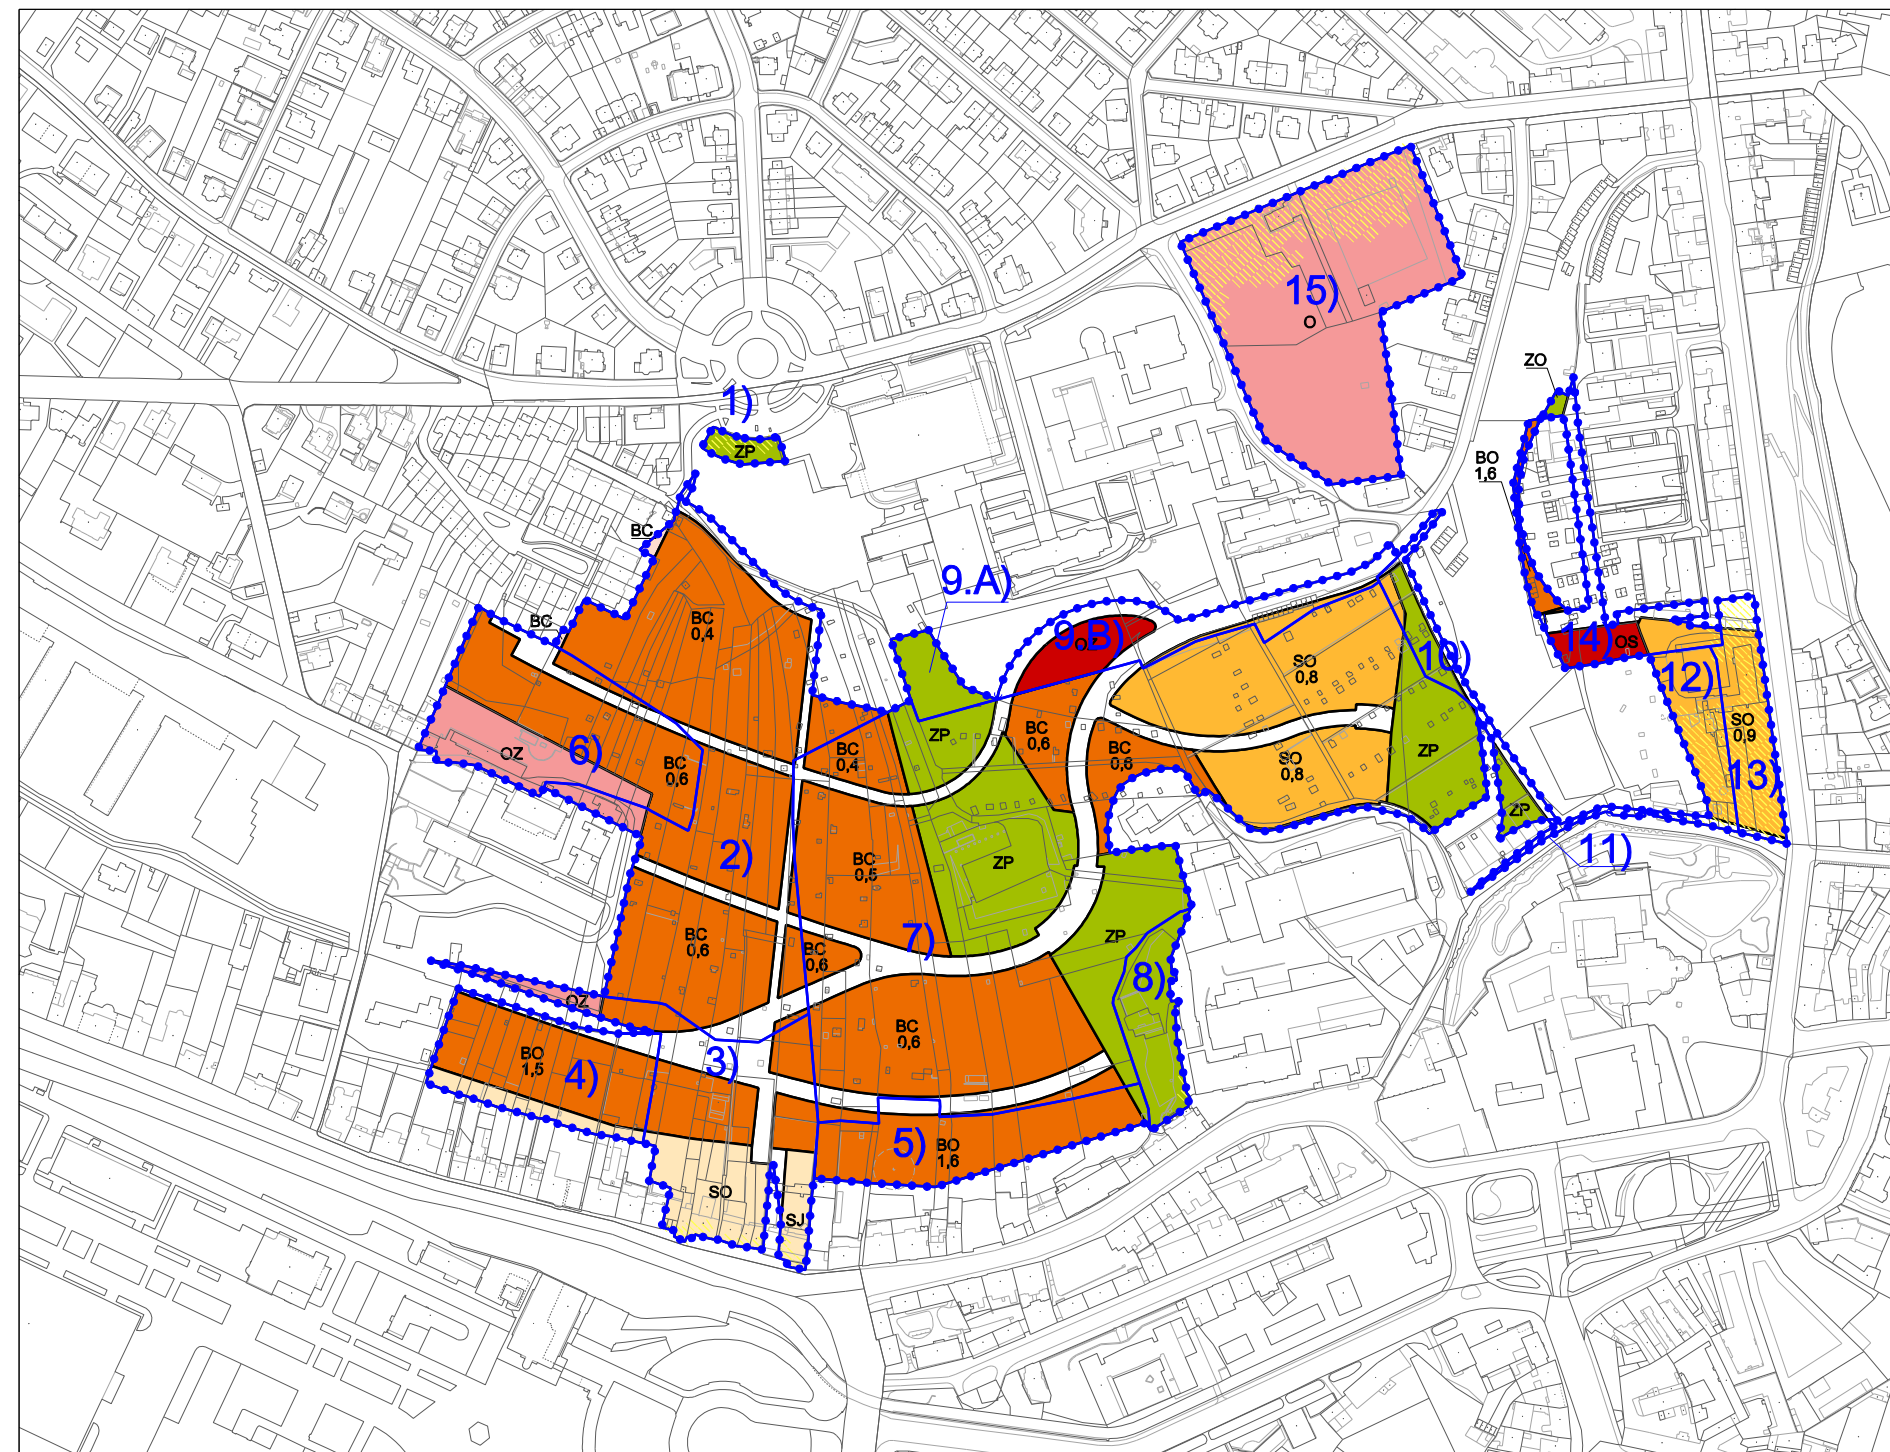 15)
O
ZO
1)
ZP
BO
1,6
BC
9.A)
BC
BC
0,4
9.B)
OZ
14)
OS
10)
SO
0,8
12)
SO
0,9
13)
OZ
6)
BC
0,6
BC
0,4
ZP
BC
0,6
BC
0,6
SO
0,8
ZP
ZP
11)
2)
BC
0,5
ZP
BC
0,6
BC
0,6
7)
ZP
8)
OZ
BC
0,6
BO
1,5
4)
3)
5)
BO
1,6
SO
SJ